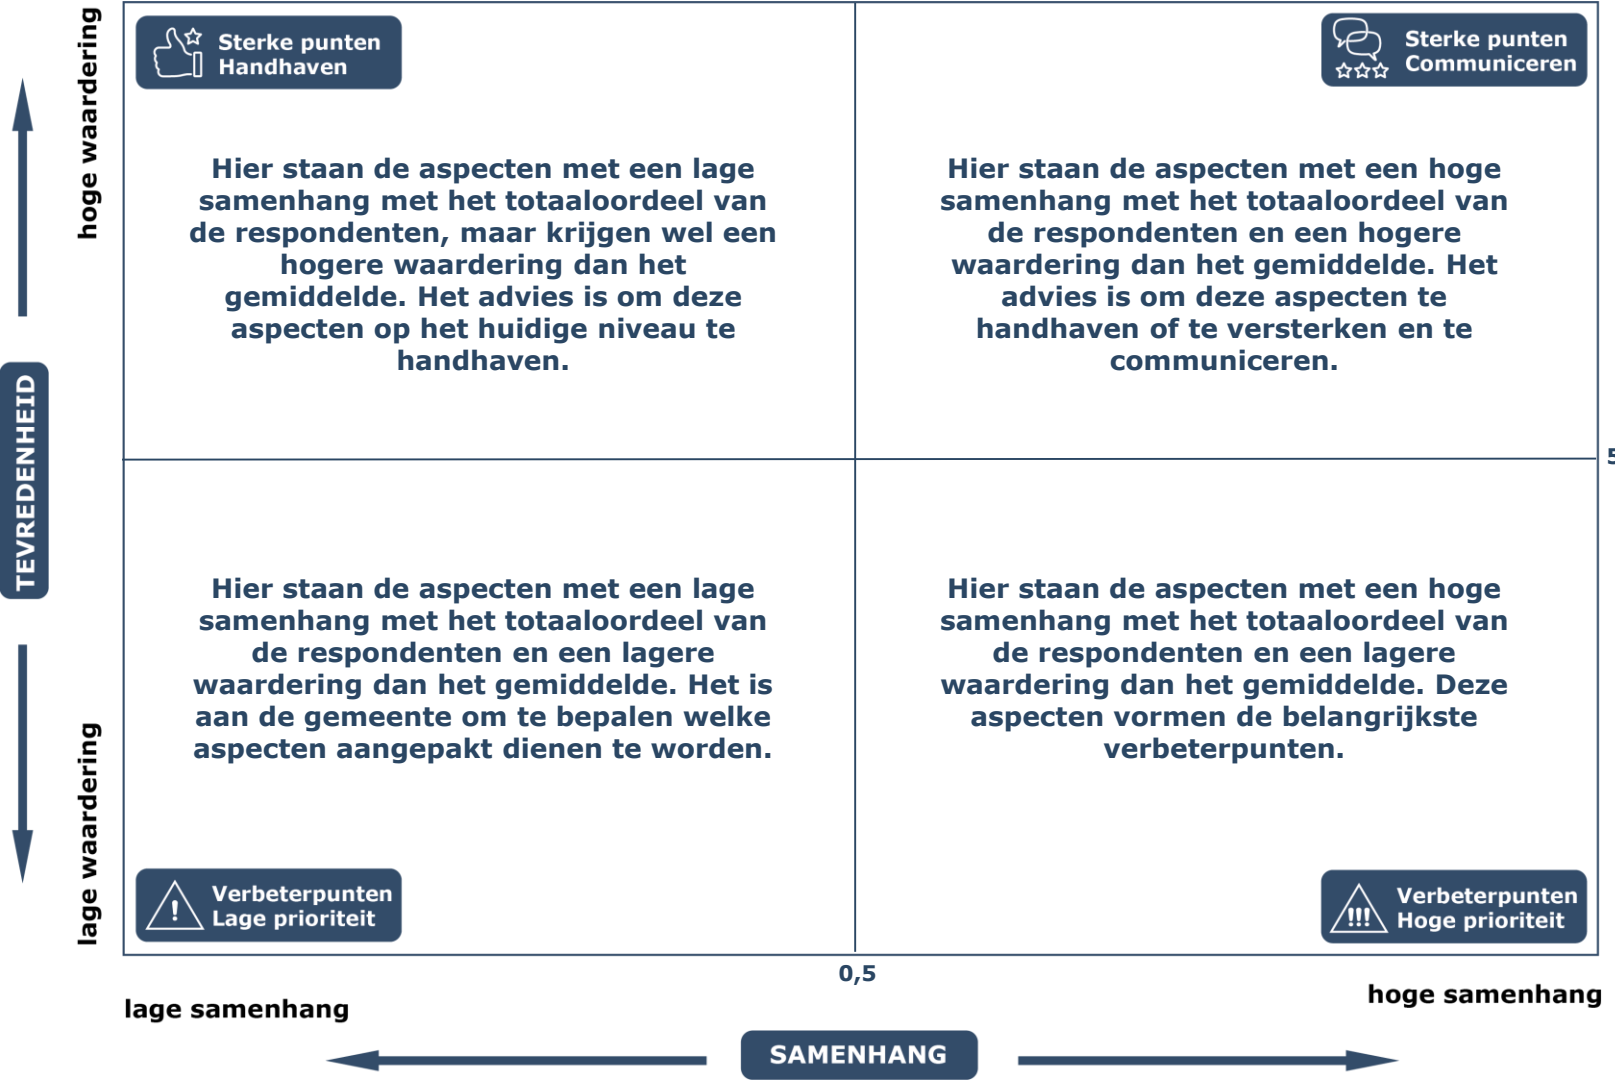 hoge waardering
Sterke punten
Handhaven
Sterke punten
Communiceren
Hier staan de aspecten met een lage
samenhang met het totaaloordeel van
de respondenten, maar krijgen wel een
hogere waardering dan het
gemiddelde. Het advies is om deze
aspecten op het huidige niveau te
handhaven.
Hier staan de aspecten met een hoge
samenhang met het totaaloordeel van
de respondenten en een hogere
waardering dan het gemiddelde. Het
advies is om deze aspecten te
handhaven of te versterken en te
communiceren.
TEVREDENHEID
5
Hier staan de aspecten met een lage
samenhang met het totaaloordeel van
de respondenten en een lagere
waardering dan het gemiddelde. Het is
aan de gemeente om te bepalen welke
aspecten aangepakt dienen te worden.
Hier staan de aspecten met een hoge
samenhang met het totaaloordeel van
de respondenten en een lagere
waardering dan het gemiddelde. Deze
aspecten vormen de belangrijkste
verbeterpunten.
lage waardering
! Verbeterpunten
Lage prioriteit
!!! Verbeterpunten
Hoge prioriteit
0,5
lage samenhang
hoge samenhang
SAMENHANG